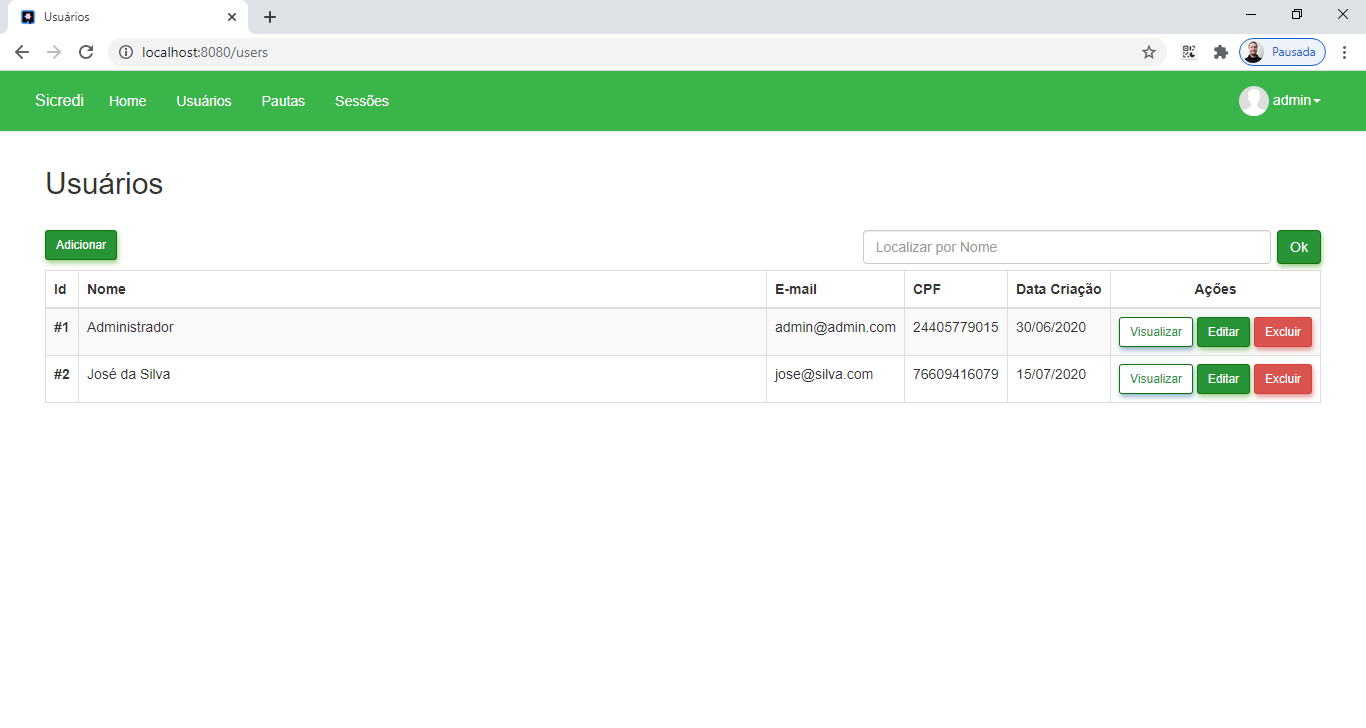 Usuários
localhost:8080/users
Pausada
Sicredi Home Usuários Pautas Sessões admin
Usuários
Adicionar Localizar por Nome Ok
Id Nome E-mail CPF Data Criação Ações
#1 Administrador admin@admin.com 24405779015 30/06/2020 Visualizar Editar Excluir
#2 José da Silva jose@silva.com 76609416079 15/07/2020 Visualizar Editar Excluir